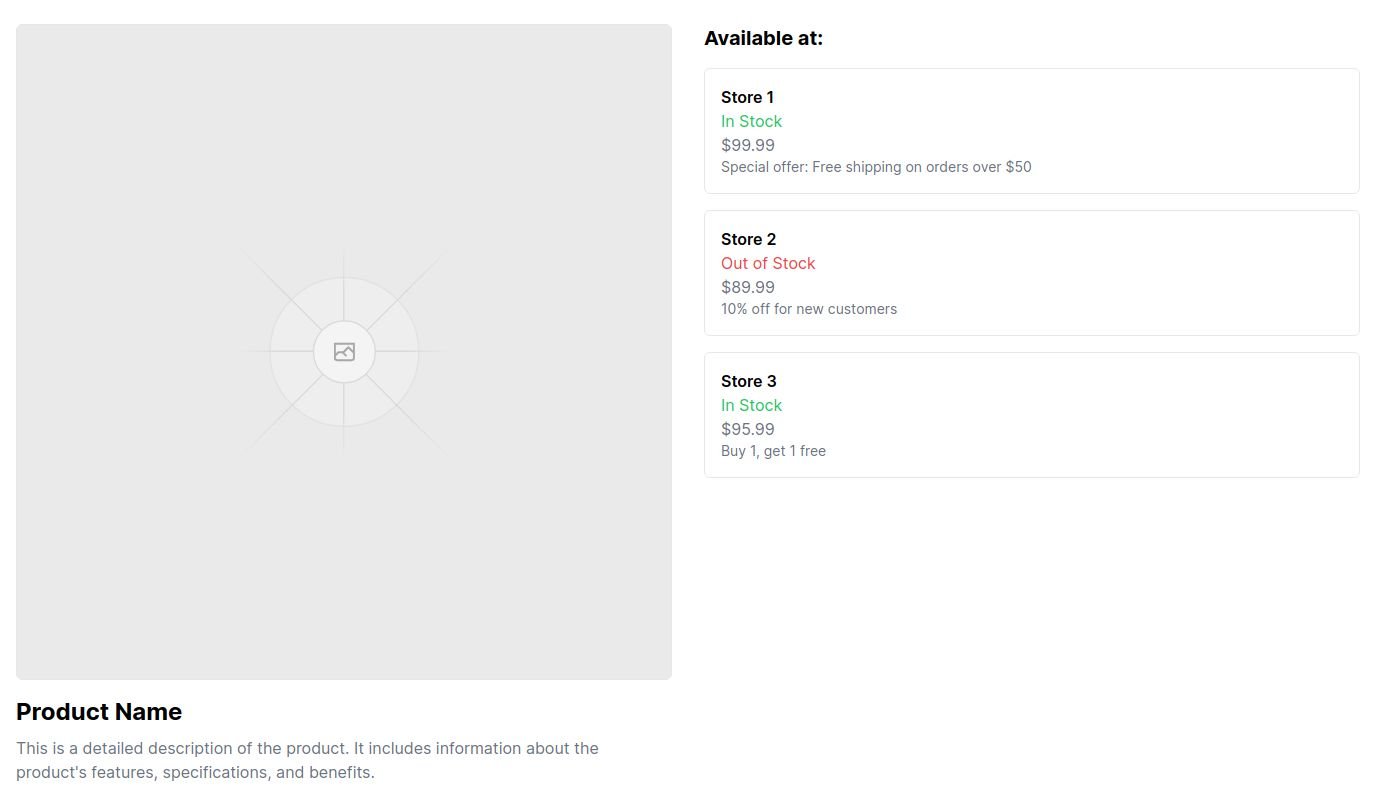 Available at:
Store 1
In Stock
$99.99
Special offer: Free shipping on orders over $50
Store 2
Out of Stock
$89.99
10% off for new customers
Store 3
In Stock
$95.99
Buy 1, get 1 free
Product Name
This is a detailed description of the product. It includes information about the
product's features, specifications, and benefits.